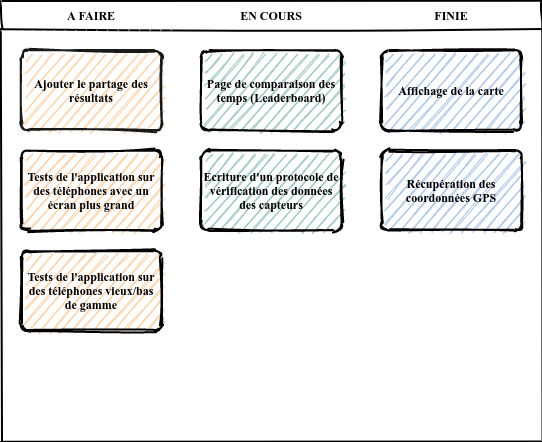 A FAIRE
EN COURS
FINIE
Ajouter le partage des
résultats
Page de comparaison des
temps (Leaderboard)
Affichage de la carte
Tests de l'application sur
des téléphones avec un
écran plus grand
Ecriture d'un protocole de
vérification des données
des capteurs
Récupération des
coordonnées GPS
Tests de l'application sur
des téléphones vieux/bas
de gamme